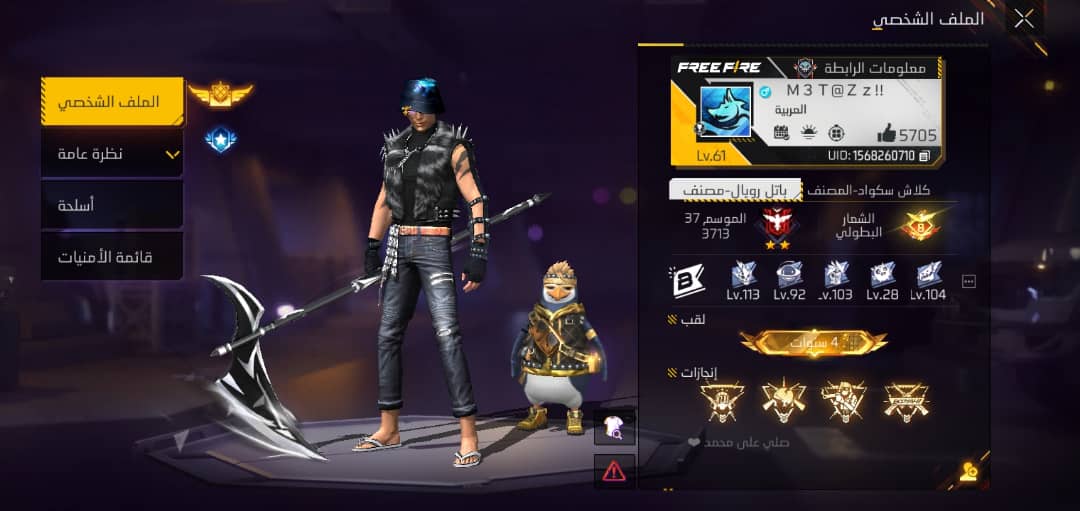 الملف الشخصي
الملف الشخصي
نظرة عامة
أسلحة
قائمة الأمنيات
FREE FIRE
معلومات الرابطة
M 3 T @ Z z !!
العربية
5705
Lv.61
UID: 1568260710
باتل رويال-مصنف
كلاش سكواد-المصنف
الموسم 37
3713
الشعار
البطولي
8
B
Lv.113
Lv.92
Lv.103
Lv.28
Lv.104
لقب
4 سنوات
إنجازات
صلي على محمد